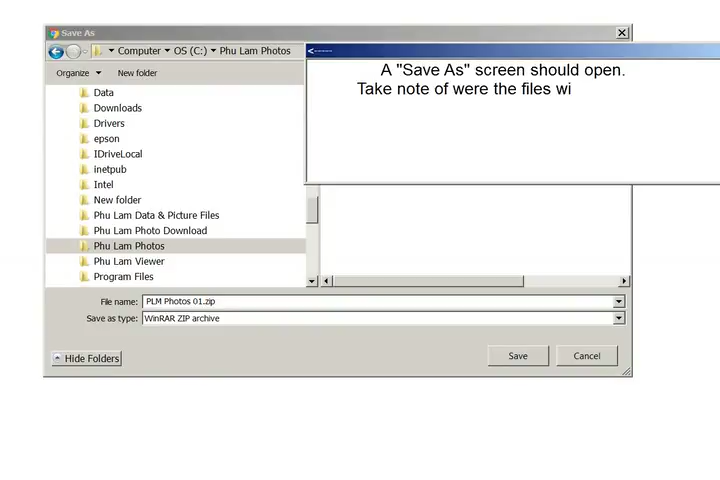 Save As
Computer OS (C:) Phu Lam Photos
<-----
A "Save As" screen should open.
Take note of were the files wi
Organize New folder
Data
Downloads
Drivers
epson
IDriveLocal
inetpub
Intel
New folder
Phu Lam Data & Picture Files
Phu Lam Photo Download
Phu Lam Photos
Phu Lam Viewer
Program Files
File name: PLM Photos 01.zip
Save as type: WinRAR ZIP archive
Hide Folders Save Cancel